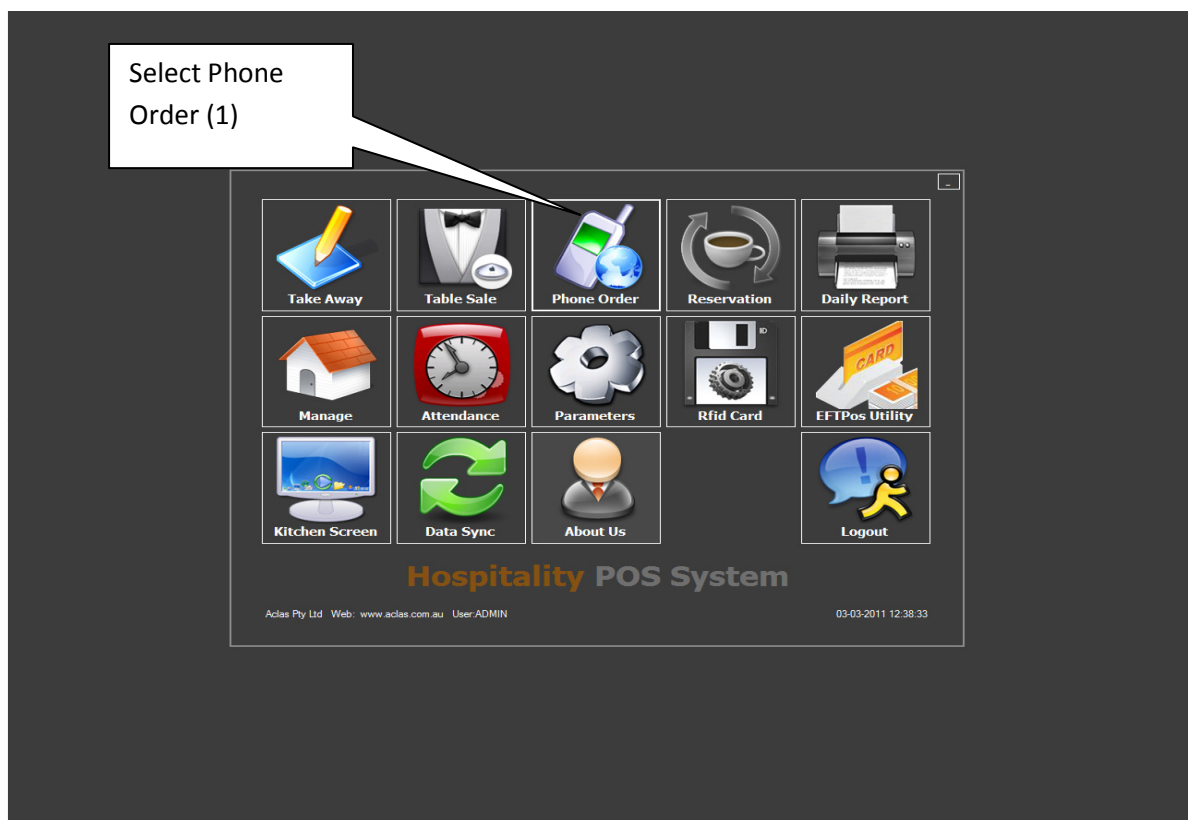 Select Phone
Order (1)
Take Away
Table Sale
Phone Order
Reservation
Daily Report
Manage
Attendance
Parameters
Rfid Card
CARD
EFTPos Utility
Kitchen Screen
Data Sync
About Us
Logout
Hospitality POS System
Aclas Pty Ltd Web: www.aclas.com.au User:ADMIN
03-03-2011 12:38:33